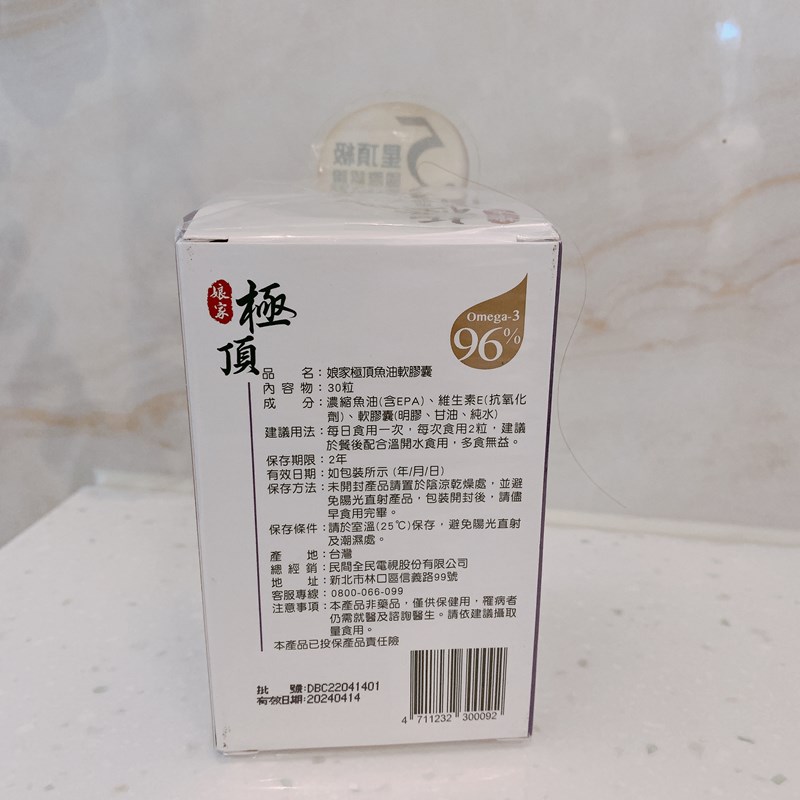 5
星頂級
娘家
極頂
Omega-3
96%
品　　名：娘家極頂魚油軟膠囊
內 容 物：30粒
成　　分：濃縮魚油(含EPA)、維生素E(抗氧化
劑)、軟膠囊(明膠、甘油、純水)
建議用法：每日食用一次，每次食用2粒，建議
於餐後配合溫開水食用，多食無益。
保存期限：2年
有效日期：如包裝所示 (年/月/日)
保存方法：未開封產品請置於陰涼乾燥處，並避
免陽光直射產品，包裝開封後，請儘
早食用完畢。
保存條件：請於室溫(25℃)保存，避免陽光直射
及潮濕處。
產　　地：台灣
總 經 銷：民間全民電視股份有限公司
地　　址：新北市林口區信義路99號
客服專線：0800-066-099
注意事項：本產品非藥品，僅供保健用，罹病者
仍需就醫及諮詢醫生。請依建議攝取
量食用。
本產品已投保產品責任險
批　　號:DBC22041401
有效日期:20240414
4 711232 300092